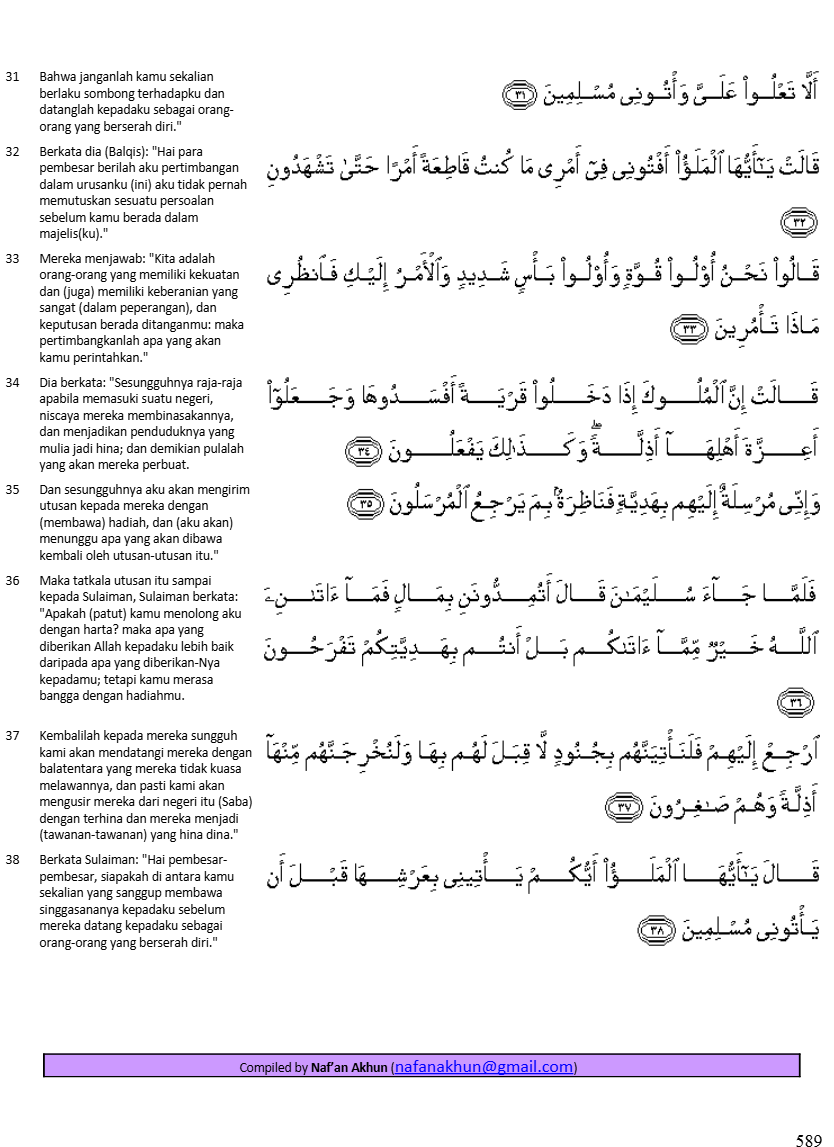 31 Bahwa janganlah kamu sekalian
berlaku sombong terhadapku dan
datanglah kepadaku sebagai orang-
orang yang berserah diri."
أَلَّا تَعْلُوا۟ عَلَىَّ وَأْتُونِى مُسْلِمِينَ ﴿٣١﴾
32 Berkata dia (Balqis): "Hai para
pembesar berilah aku pertimbangan
dalam urusanku (ini) aku tidak pernah
memutuskan sesuatu persoalan
sebelum kamu berada dalam
majelis(ku)."
قَالَتْ يَـٰٓأَيُّهَا ٱلْمَلَؤُا۟ أَفْتُونِى فِىٓ أَمْرِى مَا كُنتُ قَاطِعَةً أَمْرًا حَتَّىٰ تَشْهَدُونِ
﴿٣٢﴾
33 Mereka menjawab: "Kita adalah
orang-orang yang memiliki kekuatan
dan (juga) memiliki keberanian yang
sangat (dalam peperangan), dan
keputusan berada ditanganmu: maka
pertimbangkanlah apa yang akan
kamu perintahkan."
قَالُوا۟ نَحْنُ أُو۟لُوا۟ قُوَّةٍ وَأُو۟لُوا۟ بَأْسٍ شَدِيدٍ وَٱلْأَمْرُ إِلَيْكِ فَٱنظُرِى
مَاذَا تَأْمُرِينَ ﴿٣٣﴾
34 Dia berkata: "Sesungguhnya raja-raja
apabila memasuki suatu negeri,
niscaya mereka membinasakannya,
dan menjadikan penduduknya yang
mulia jadi hina; dan demikian pulalah
yang akan mereka perbuat.
قَالَتْ إِنَّ ٱلْمُلُوكَ إِذَا دَخَلُوا۟ قَرْيَةً أَفْسَدُوهَا وَجَعَلُوٓا۟
أَعِزَّةَ أَهْلِهَآ أَذِلَّةً ۖ وَكَذَٰلِكَ يَفْعَلُونَ ﴿٣٤﴾
35 Dan sesungguhnya aku akan mengirim
utusan kepada mereka dengan
(membawa) hadiah, dan (aku akan)
menunggu apa yang akan dibawa
kembali oleh utusan-utusan itu."
وَإِنِّى مُرْسِلَةٌ إِلَيْهِم بِهَدِيَّةٍ فَنَاظِرَةٌۢ بِمَ يَرْجِعُ ٱلْمُرْسَلُونَ ﴿٣٥﴾
36 Maka tatkala utusan itu sampai
kepada Sulaiman, Sulaiman berkata:
"Apakah (patut) kamu menolong aku
dengan harta? maka apa yang
diberikan Allah kepadaku lebih baik
daripada apa yang diberikan-Nya
kepadamu; tetapi kamu merasa
bangga dengan hadiahmu.
فَلَمَّا جَآءَ سُلَيْمَـٰنَ قَالَ أَتُمِدُّونَنِ بِمَالٍ فَمَآ ءَاتَىٰنِۦَ
ٱللَّهُ خَيْرٌ مِّمَّآ ءَاتَىٰكُم بَلْ أَنتُم بِهَدِيَّتِكُمْ تَفْرَحُونَ
﴿٣٦﴾
37 Kembalilah kepada mereka sungguh
kami akan mendatangi mereka dengan
balatentara yang mereka tidak kuasa
melawannya, dan pasti kami akan
mengusir mereka dari negeri itu (Saba)
dengan terhina dan mereka menjadi
(tawanan-tawanan) yang hina dina."
ٱرْجِعْ إِلَيْهِمْ فَلَنَأْتِيَنَّهُم بِجُنُودٍ لَّا قِبَلَ لَهُم بِهَا وَلَنُخْرِجَنَّهُم مِّنْهَآ
أَذِلَّةً وَهُمْ صَـٰغِرُونَ ﴿٣٧﴾
38 Berkata Sulaiman: "Hai pembesar-
pembesar, siapakah di antara kamu
sekalian yang sanggup membawa
singgasananya kepadaku sebelum
mereka datang kepadaku sebagai
orang-orang yang berserah diri."
قَالَ يَـٰٓأَيُّهَا ٱلْمَلَؤُا۟ أَيُّكُمْ يَأْتِينِى بِعَرْشِهَا قَبْلَ أَن
يَأْتُونِى مُسْلِمِينَ ﴿٣٨﴾
Compiled by Naf'an Akhun (nafanakhun@gmail.com)
589